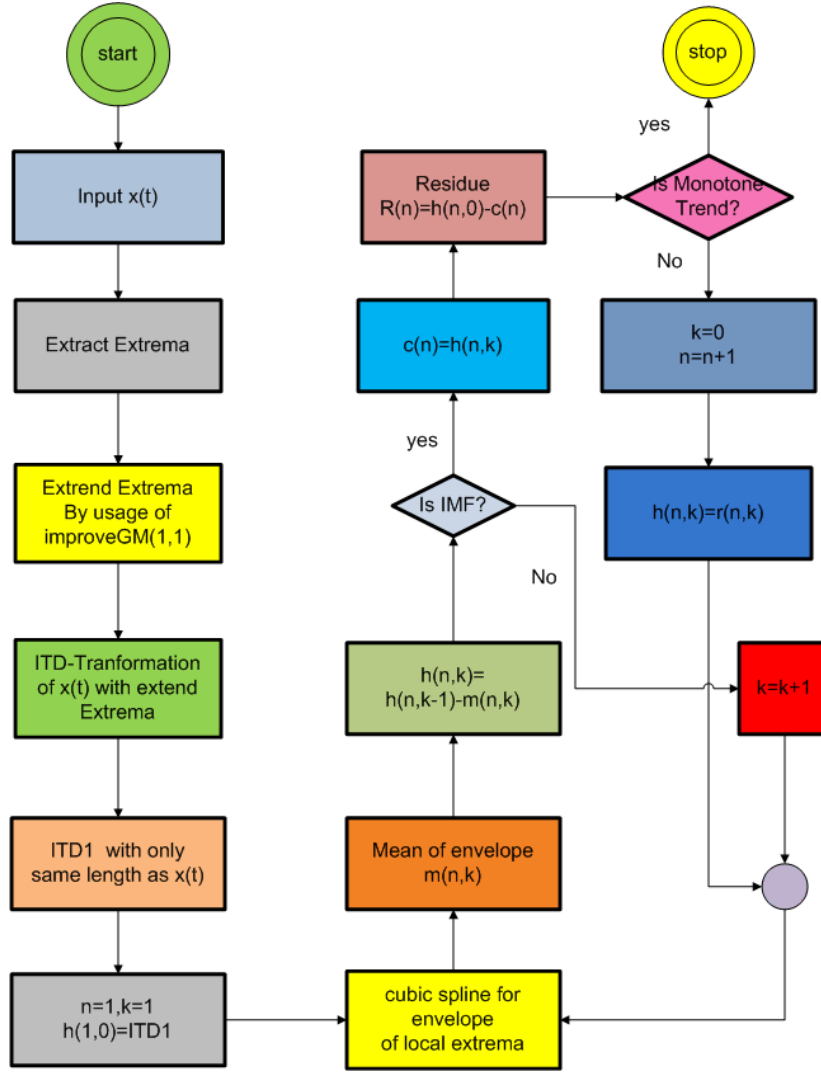 start
Input x(t)
Extract Extrema
Extrend Extrema
By usage of
improveGM(1,1)
ITD-Tranformation
of x(t) with extend
Extrema
ITD1 with only
same length as x(t)
n=1,k=1
h(1,0)=ITD1
cubic spline for
envelope
of local extrema
Mean of envelope
m(n,k)
h(n,k)=
h(n,k-1)-m(n,k)
Is IMF?
yes
No
c(n)=h(n,k)
Residue
R(n)=h(n,0)-c(n)
Is Monotone
Trend?
yes
stop
No
k=0
n=n+1
h(n,k)=r(n,k)
k=k+1